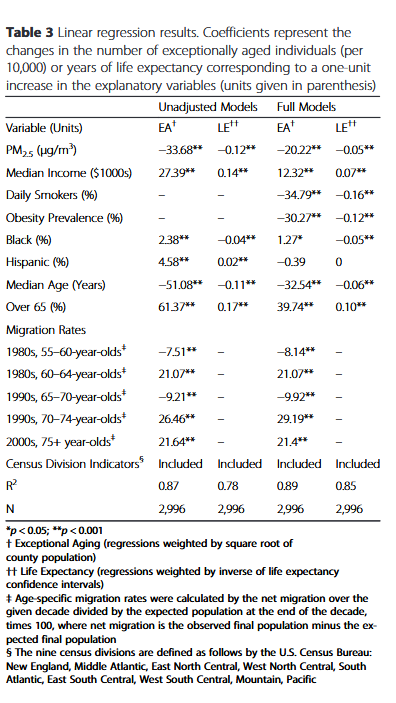 Table 3 Linear regression results. Coefficients represent the
changes in the number of exceptionally aged individuals (per
10,000) or years of life expectancy corresponding to a one-unit
increase in the explanatory variables (units given in parenthesis)
Unadjusted Models Full Models
Variable (Units) EA† LE†† EA† LE††
PM2.5 (μg/m³) −33.68** −0.12** −20.22** −0.05**
Median Income ($1000s) 27.39** 0.14** 12.32** 0.07**
Daily Smokers (%) – – −34.79** −0.16**
Obesity Prevalence (%) – – −30.27** −0.12**
Black (%) 2.38** −0.04** 1.27* −0.05**
Hispanic (%) 4.58** 0.02** −0.39 0
Median Age (Years) −51.08** −0.11** −32.54** −0.06**
Over 65 (%) 61.37** 0.17** 39.74** 0.10**
Migration Rates
1980s, 55–60-year-olds‡ −7.51** – −8.14** –
1980s, 60–64-year-olds‡ 21.07** – 21.07** –
1990s, 65–70-year-olds‡ −9.21** – −9.92** –
1990s, 70–74-year-olds‡ 26.46** – 29.19** –
2000s, 75+ year-olds‡ 21.64** – 21.4** –
Census Division Indicators§ Included Included Included Included
R² 0.87 0.78 0.89 0.85
N 2,996 2,996 2,996 2,996
*p < 0.05; **p < 0.001
† Exceptional Aging (regressions weighted by square root of
county population)
†† Life Expectancy (regressions weighted by inverse of life expectancy
confidence intervals)
‡ Age-specific migration rates were calculated by the net migration over the
given decade divided by the expected population at the end of the decade,
times 100, where net migration is the observed final population minus the ex-
pected final population
§ The nine census divisions are defined as follows by the U.S. Census Bureau:
New England, Middle Atlantic, East North Central, West North Central, South
Atlantic, East South Central, West South Central, Mountain, Pacific